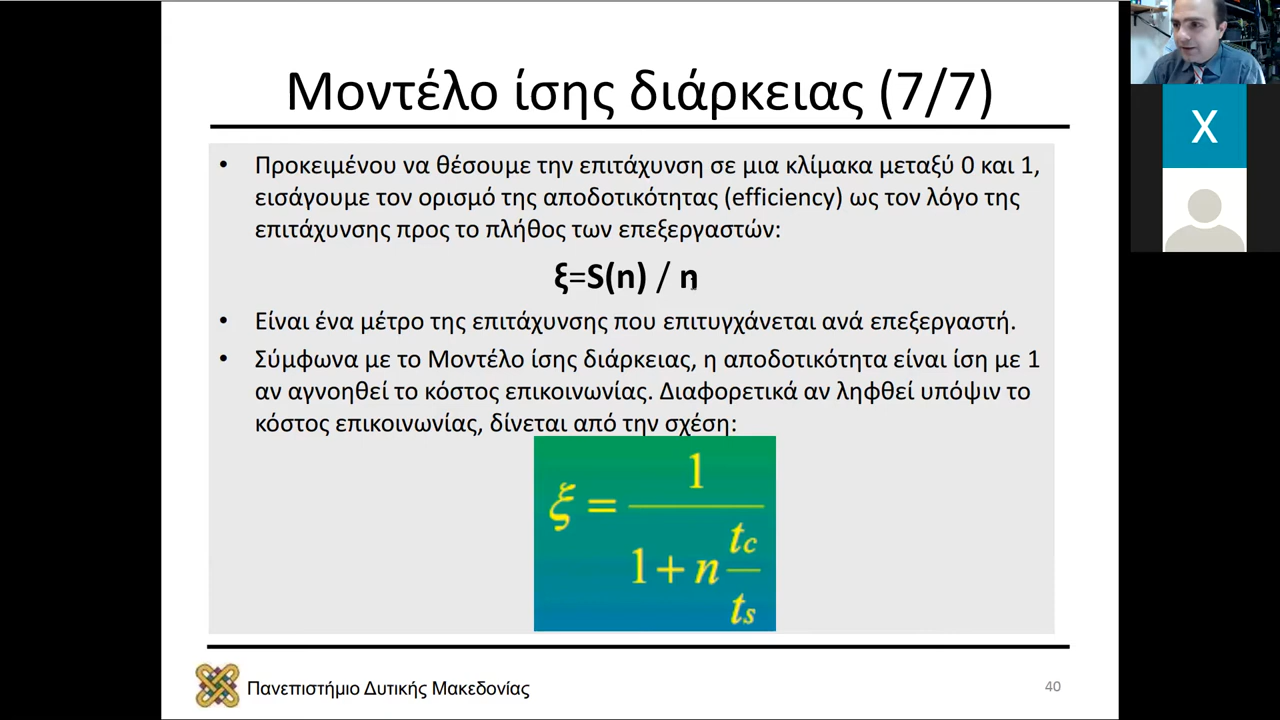 Μοντέλο ίσης διάρκειας (7/7)
• Προκειμένου να θέσουμε την επιτάχυνση σε μια κλίμακα μεταξύ 0 και 1,
εισάγουμε τον ορισμό της αποδοτικότητας (efficiency) ως τον λόγο της
επιτάχυνσης προς το πλήθος των επεξεργαστών:
ξ=S(n) / n
• Είναι ένα μέτρο της επιτάχυνσης που επιτυγχάνεται ανά επεξεργαστή.
• Σύμφωνα με το Μοντέλο ίσης διάρκειας, η αποδοτικότητα είναι ίση με 1
αν αγνοηθεί το κόστος επικοινωνίας. Διαφορετικά αν ληφθεί υπόψιν το
κόστος επικοινωνίας, δίνεται από την σχέση:
ξ = 1 / (1 + n tc / ts)
Πανεπιστήμιο Δυτικής Μακεδονίας
40
X